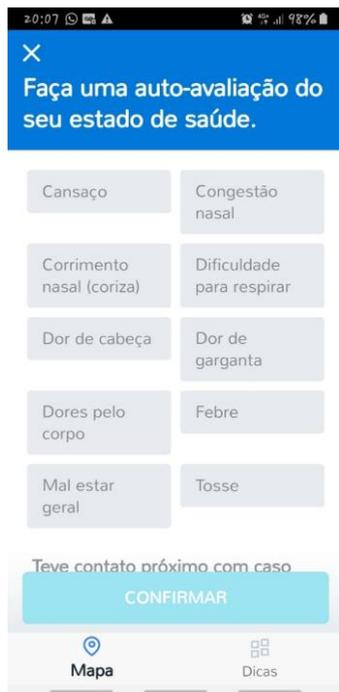 20:07 98%
Faça uma auto-avaliação do
seu estado de saúde.
Cansaço
Congestão
nasal
Corrimento
nasal (coriza)
Dificuldade
para respirar
Dor de cabeça
Dor de
garganta
Dores pelo
corpo
Febre
Mal estar
geral
Tosse
Teve contato próximo com caso
CONFIRMAR
Mapa
Dicas